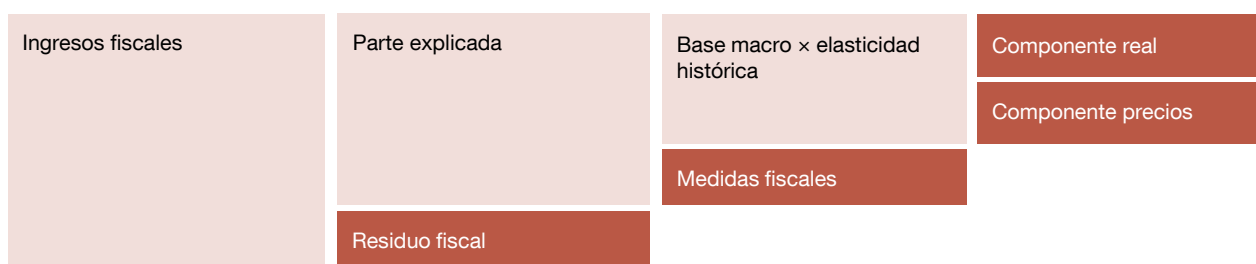 Ingresos fiscales
Parte explicada
Base macro × elasticidad
histórica
Componente real
Componente precios
Medidas fiscales
Residuo fiscal